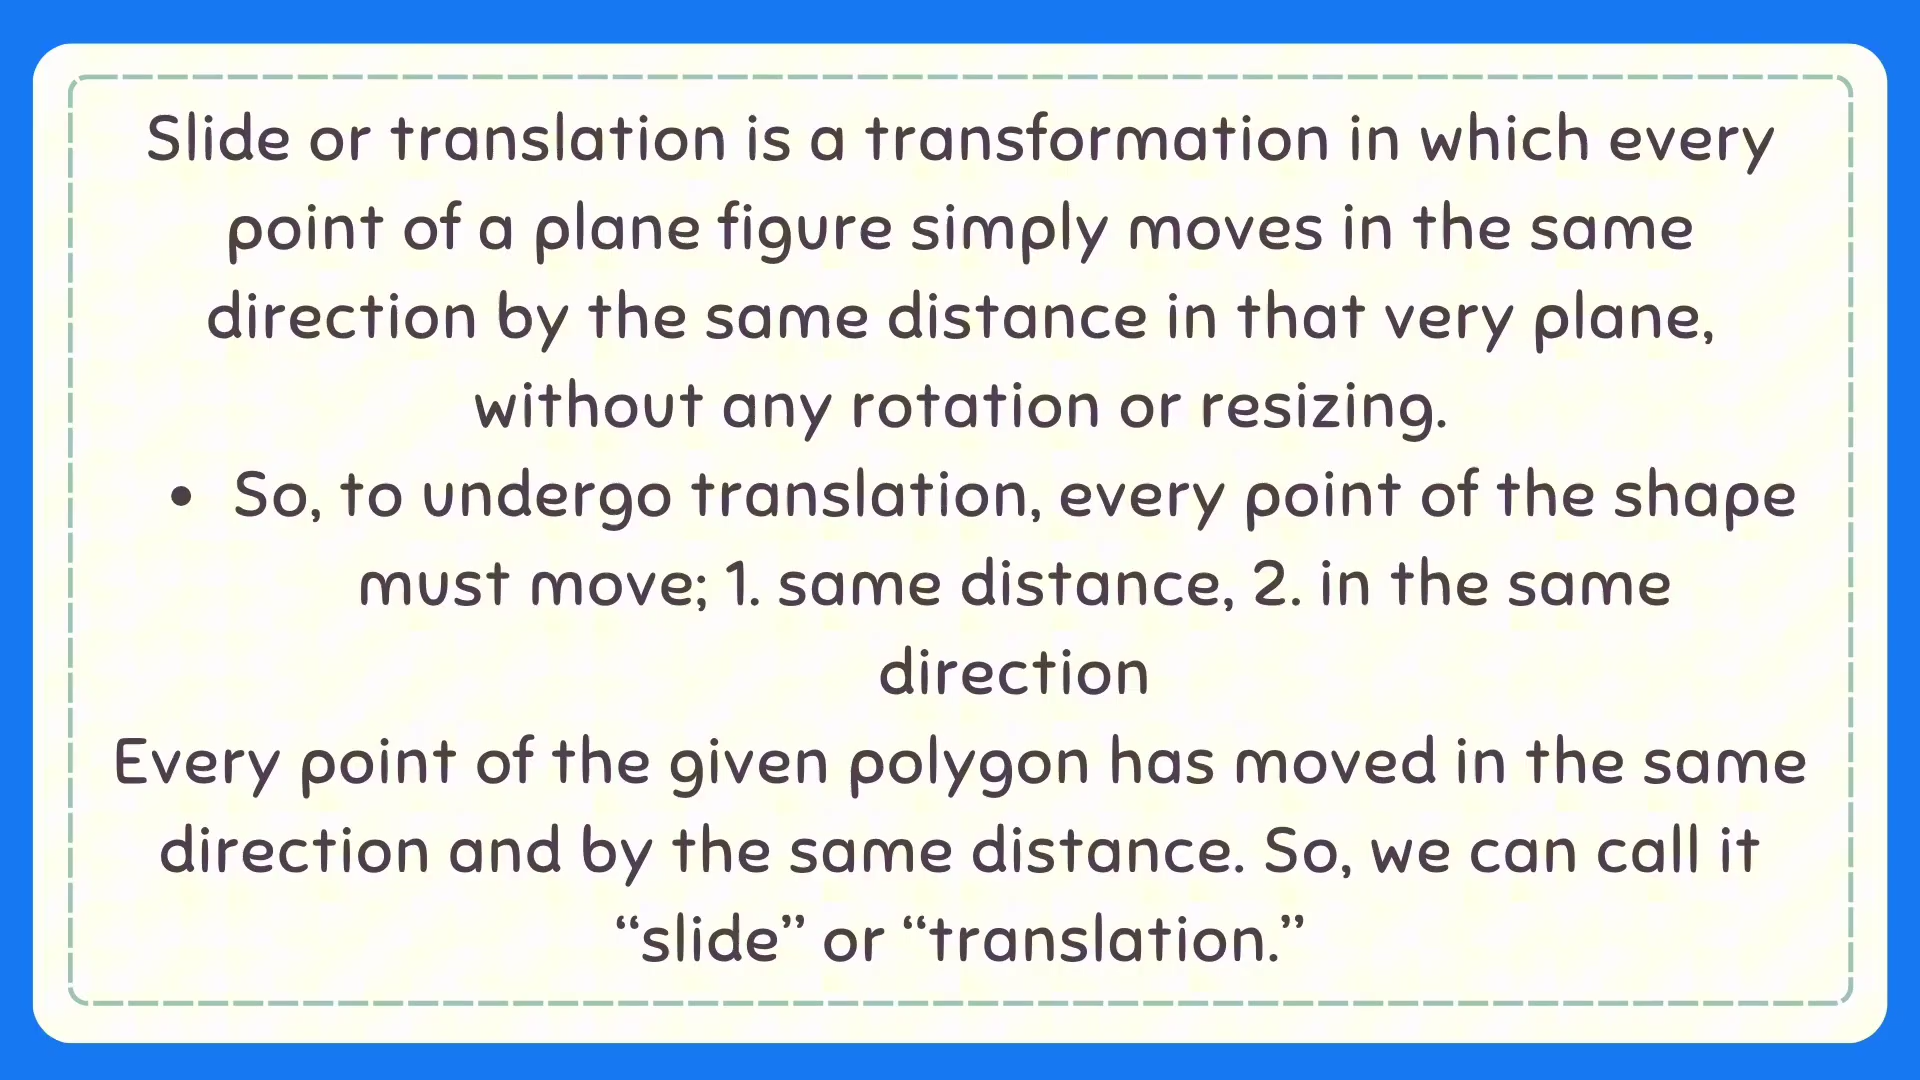 Slide or translation is a transformation in which every
point of a plane figure simply moves in the same
direction by the same distance in that very plane,
without any rotation or resizing.
• So, to undergo translation, every point of the shape
must move; 1. same distance, 2. in the same
direction
Every point of the given polygon has moved in the same
direction and by the same distance. So, we can call it
“slide” or “translation.”